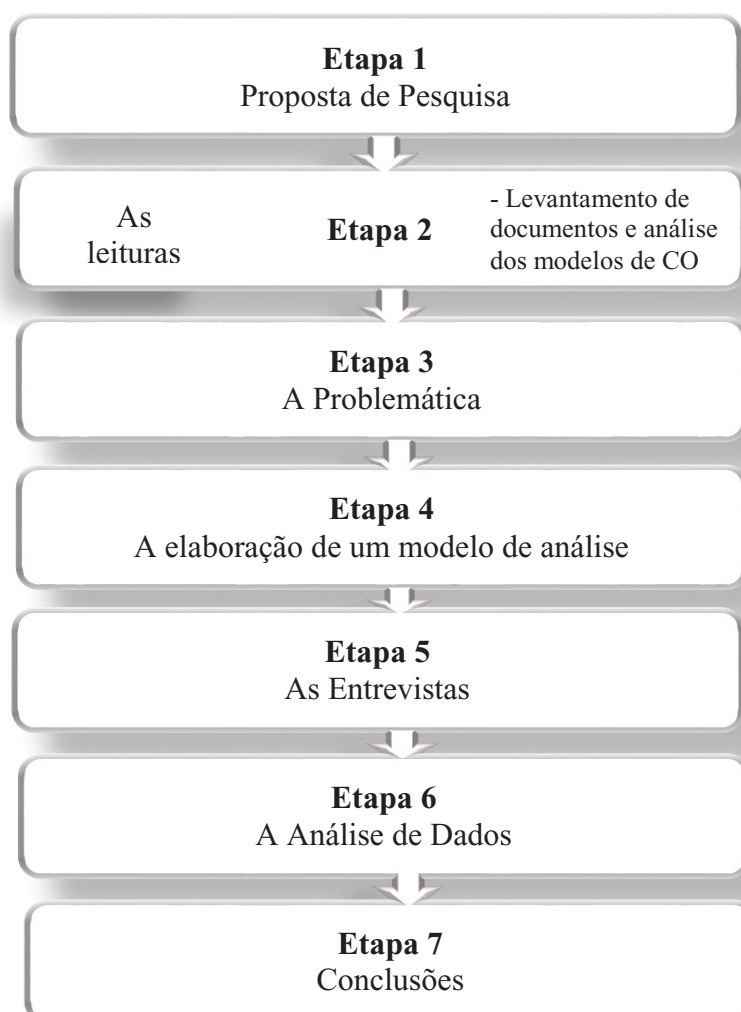 Etapa 1
Proposta de Pesquisa
As
leituras
Etapa 2
- Levantamento de
documentos e análise
dos modelos de CO
Etapa 3
A Problemática
Etapa 4
A elaboração de um modelo de análise
Etapa 5
As Entrevistas
Etapa 6
A Análise de Dados
Etapa 7
Conclusões